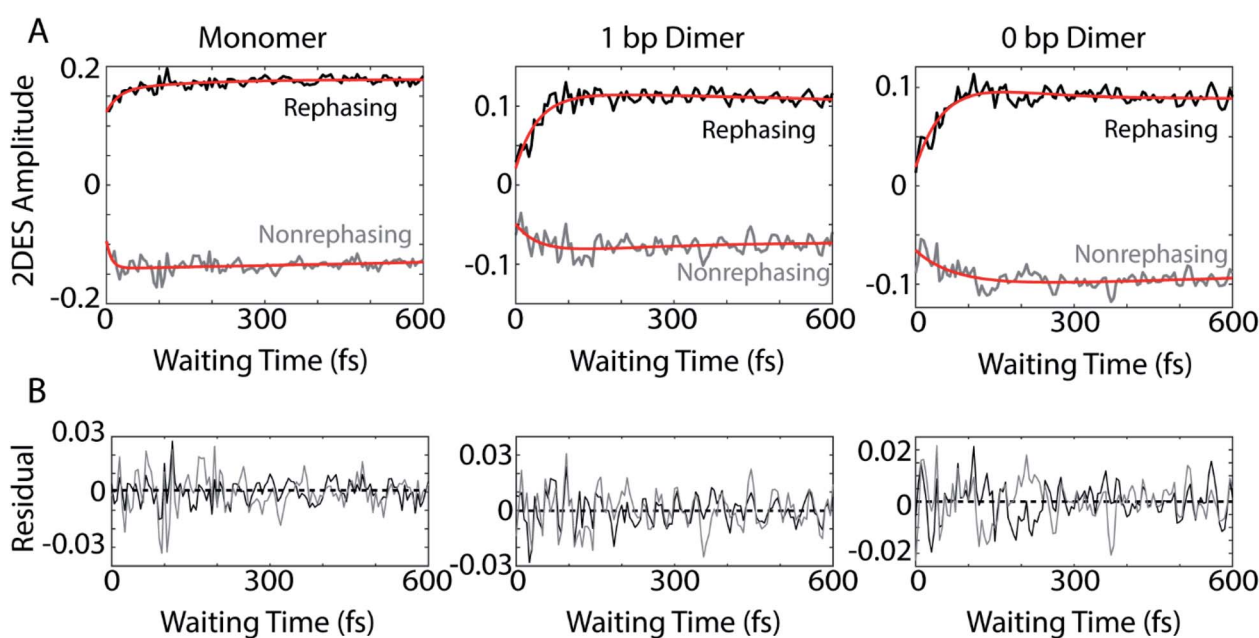 A
Monomer
1 bp Dimer
0 bp Dimer
2DES Amplitude
0.2
0
-0.2
Rephasing
Nonrephasing
0 300 600
Waiting Time (fs)
0.1
0
-0.1
Rephasing
Nonrephasing
0 300 600
Waiting Time (fs)
0.1
0
-0.1
Rephasing
Nonrephasing
0 300 600
Waiting Time (fs)
B
Residual
0.03
0
-0.03
0 300 600
Waiting Time (fs)
0.03
0
-0.03
0 300 600
Waiting Time (fs)
0.02
0
-0.02
0 300 600
Waiting Time (fs)